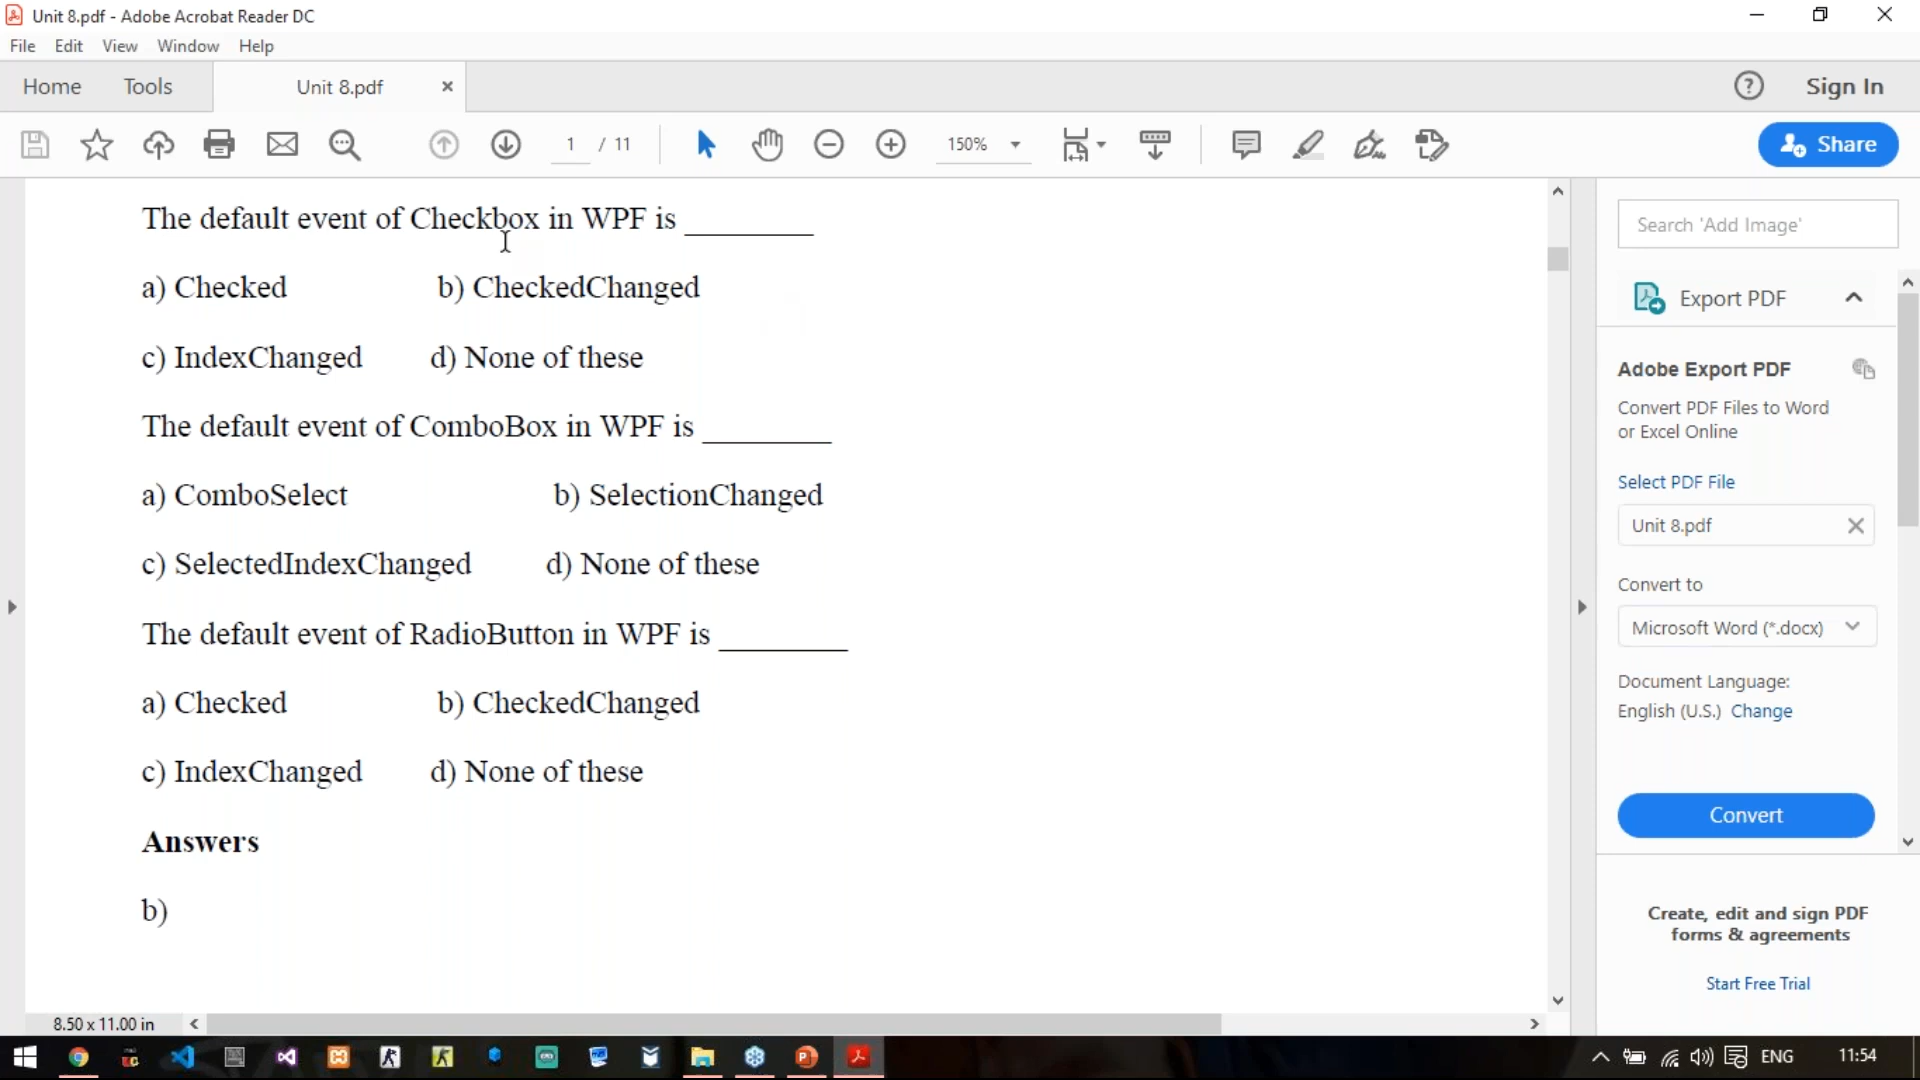 Unit 8.pdf - Adobe Acrobat Reader DC
File Edit View Window Help
Home Tools Unit 8.pdf Sign In
1 / 11 150% Share
The default event of Checkbox in WPF is ________
a) Checked b) CheckedChanged
c) IndexChanged d) None of these
The default event of ComboBox in WPF is ________
a) ComboSelect b) SelectionChanged
c) SelectedIndexChanged d) None of these
The default event of RadioButton in WPF is ________
a) Checked b) CheckedChanged
c) IndexChanged d) None of these
Answers
b)
8.50 x 11.00 in
Search 'Add Image'
Export PDF
Adobe Export PDF
Convert PDF Files to Word
or Excel Online
Select PDF File
Unit 8.pdf
Convert to
Microsoft Word (*.docx)
Document Language:
English (U.S.) Change
Convert
Create, edit and sign PDF
forms & agreements
Start Free Trial
ENG 11:54